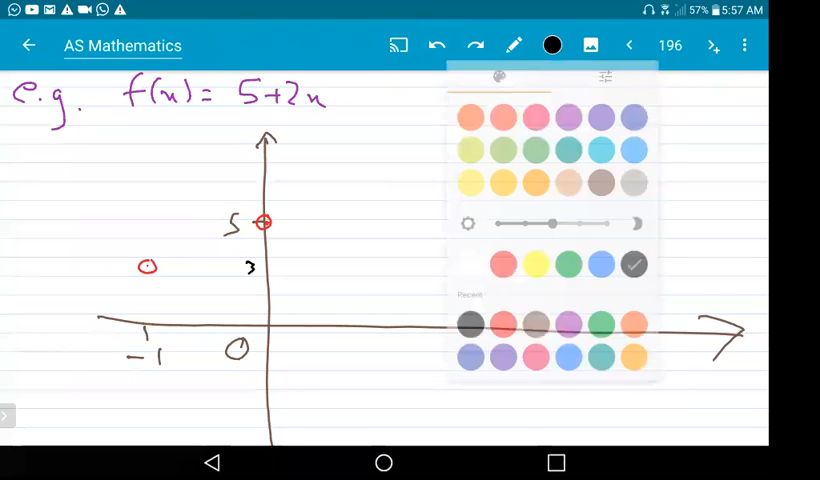 57% 5:57 AM
AS Mathematics 196
e.g. f(x) = 5+2x
5
3
-1 0
Recent